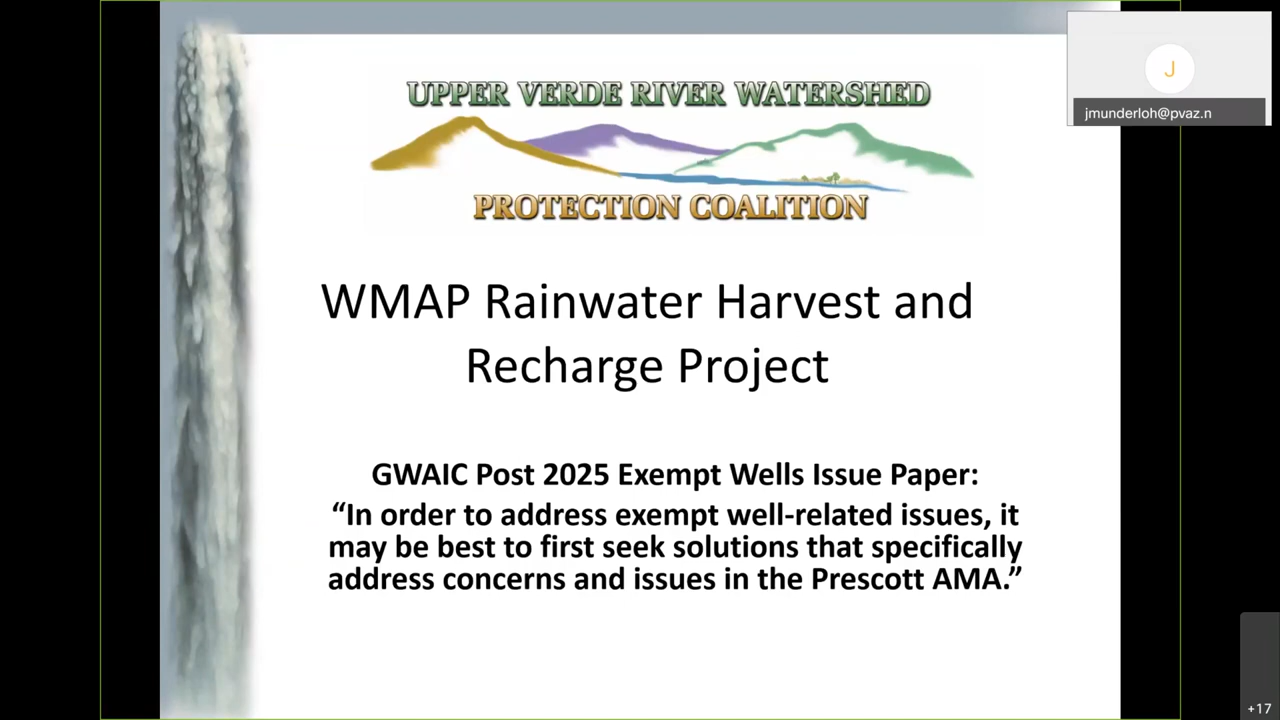 UPPER VERDE RIVER WATERSHED
PROTECTION COALITION
J
jmunderloh@pvaz.n
WMAP Rainwater Harvest and
Recharge Project
GWAIC Post 2025 Exempt Wells Issue Paper:
“In order to address exempt well-related issues, it
may be best to first seek solutions that specifically
address concerns and issues in the Prescott AMA.”
+17